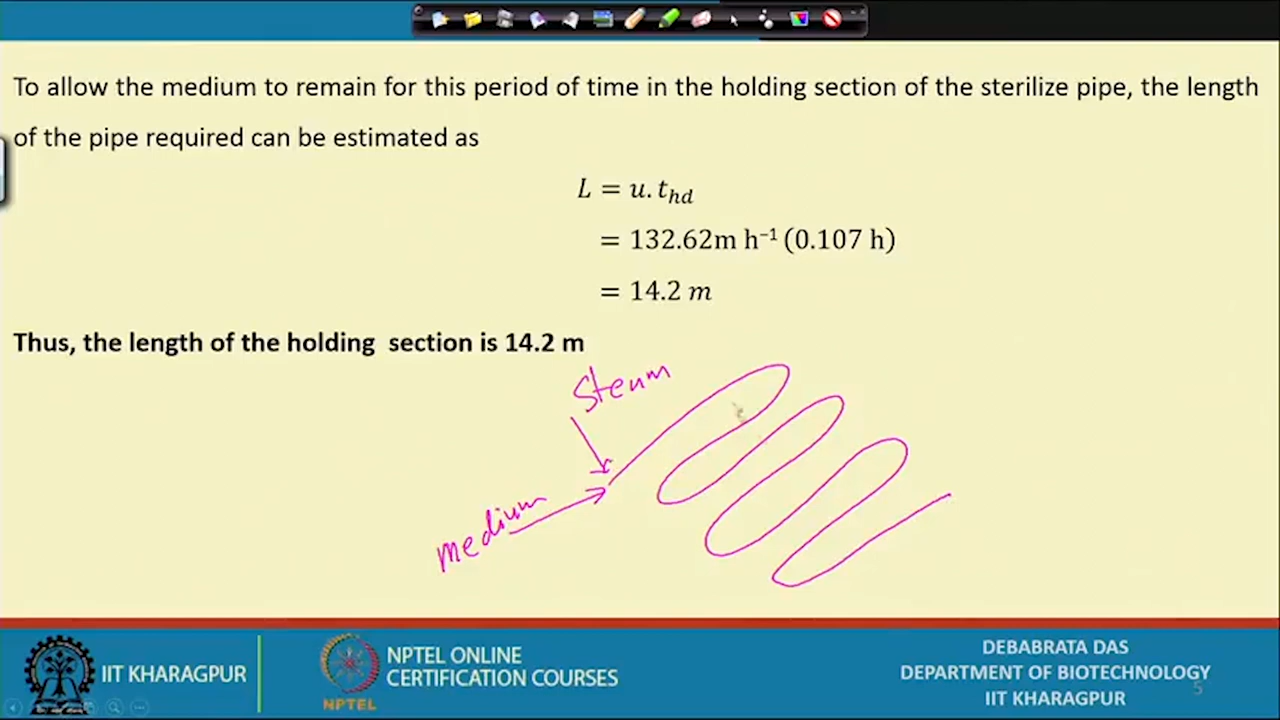 To allow the medium to remain for this period of time in the holding section of the sterilize pipe, the length
of the pipe required can be estimated as
L = u. t_hd
= 132.62m h⁻¹ (0.107 h)
= 14.2 m
Thus, the length of the holding section is 14.2 m
Steam
medium
IIT KHARAGPUR
NPTEL
NPTEL ONLINE
CERTIFICATION COURSES
DEBABRATA DAS
DEPARTMENT OF BIOTECHNOLOGY
IIT KHARAGPUR
5